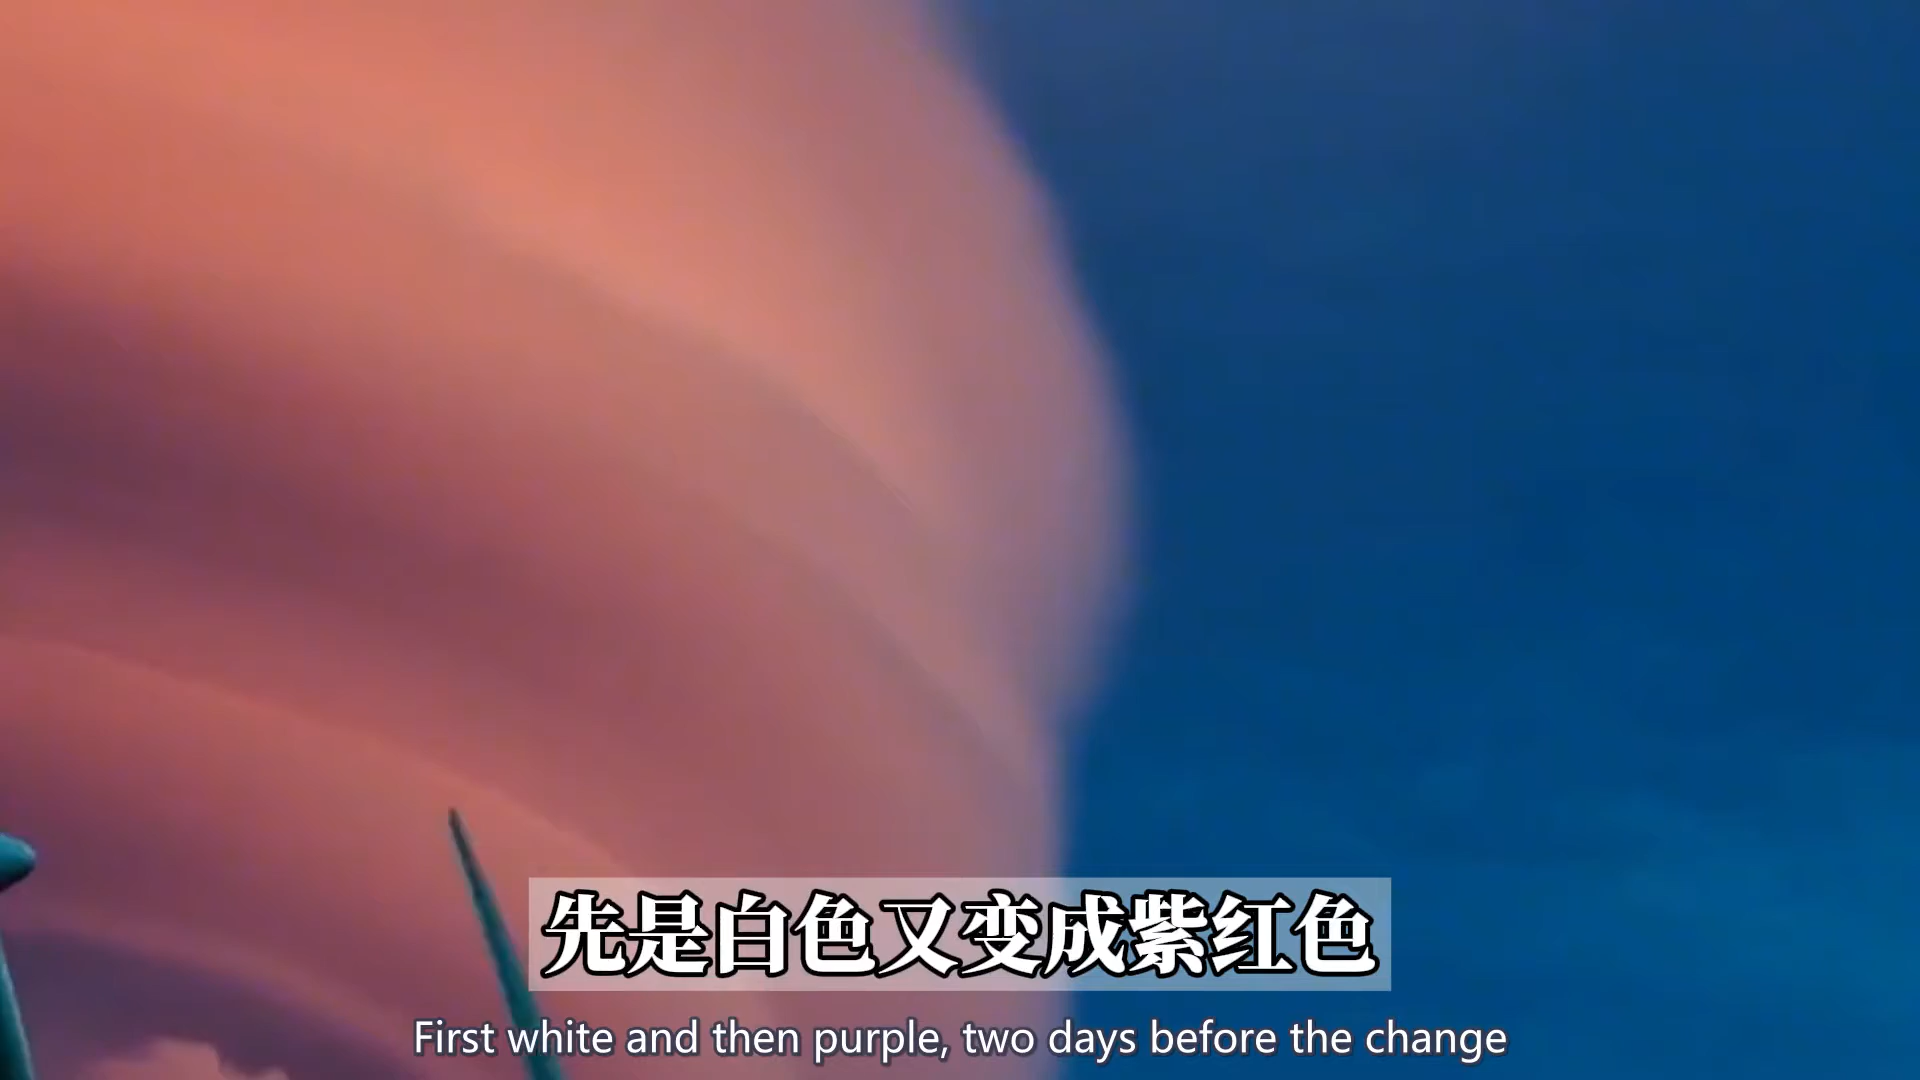 先是白色又变成紫红色
First white and then purple, two days before the change